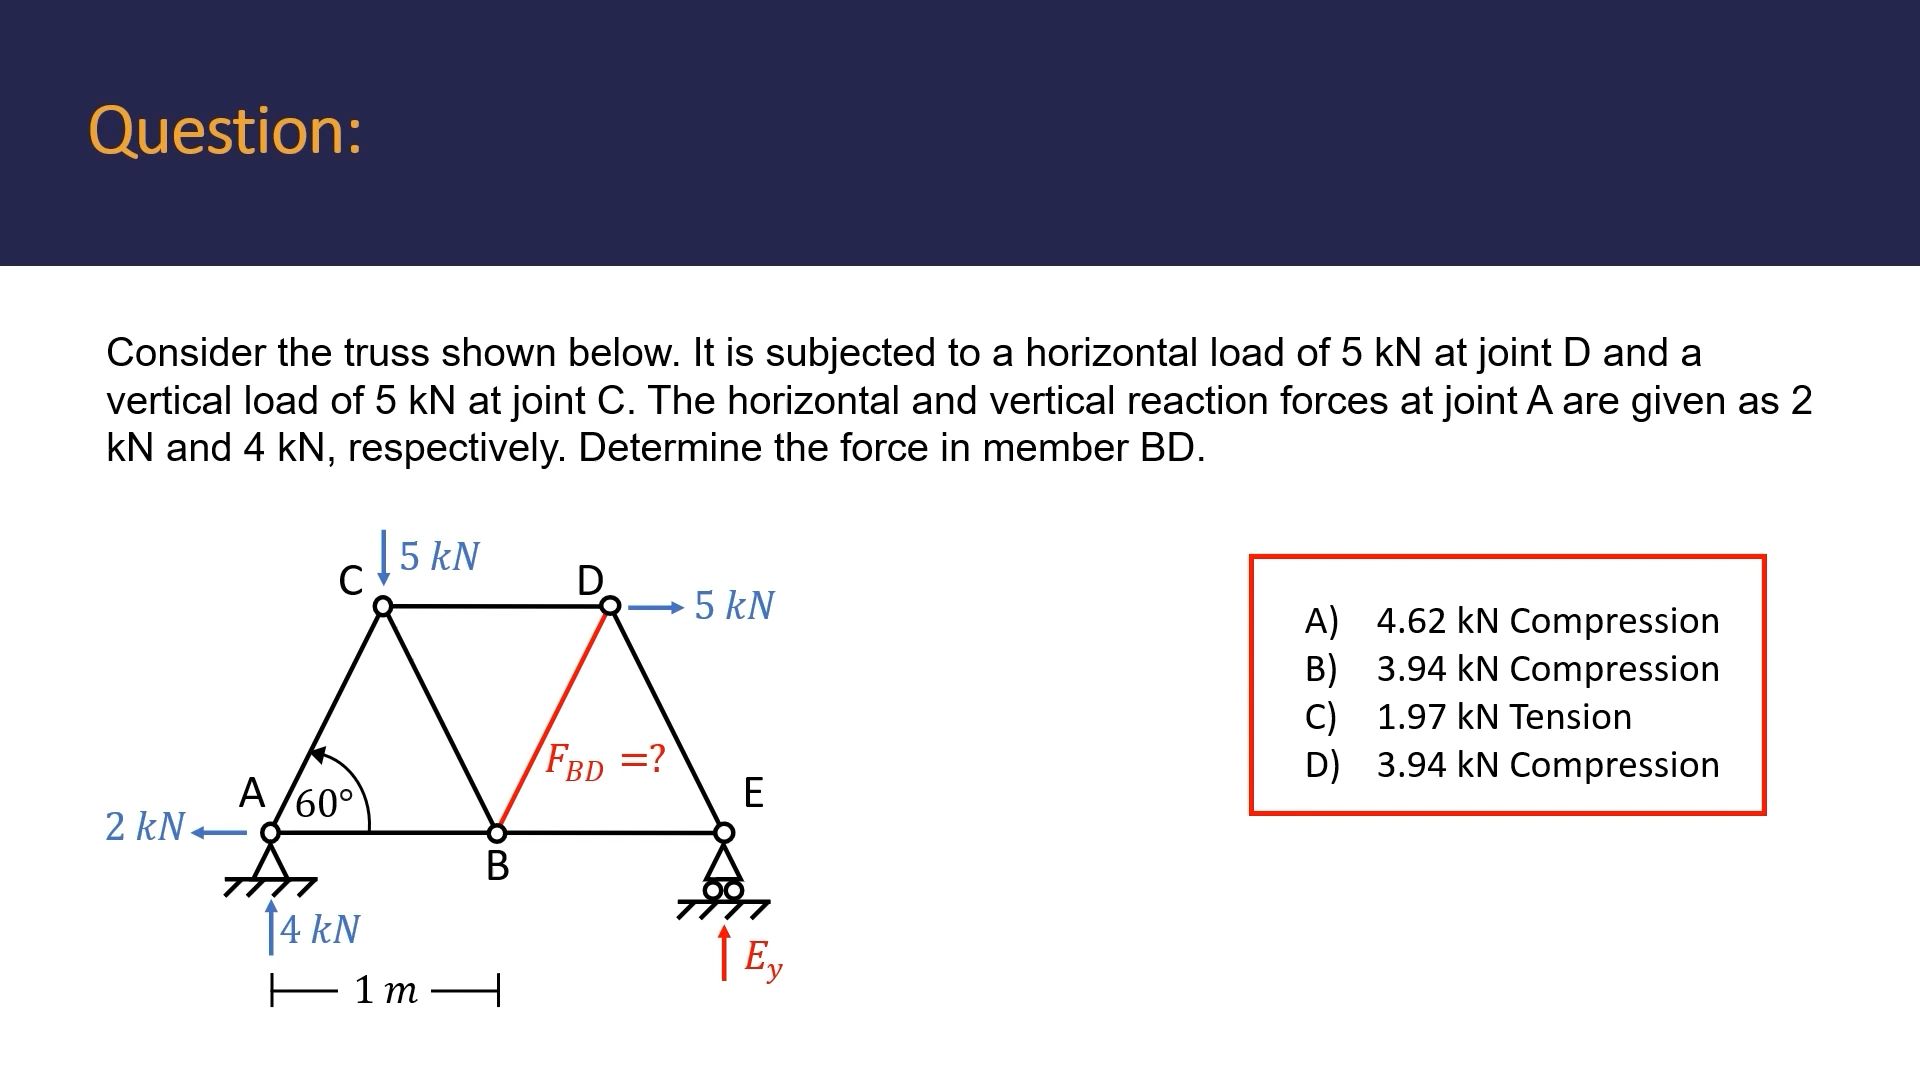 Question:
Consider the truss shown below. It is subjected to a horizontal load of 5 kN at joint D and a
vertical load of 5 kN at joint C. The horizontal and vertical reaction forces at joint A are given as 2
kN and 4 kN, respectively. Determine the force in member BD.
5 kN
C
D
5 kN
F_BD =?
A
60°
E
2 kN
B
4 kN
E_y
1 m
A) 4.62 kN Compression
B) 3.94 kN Compression
C) 1.97 kN Tension
D) 3.94 kN Compression